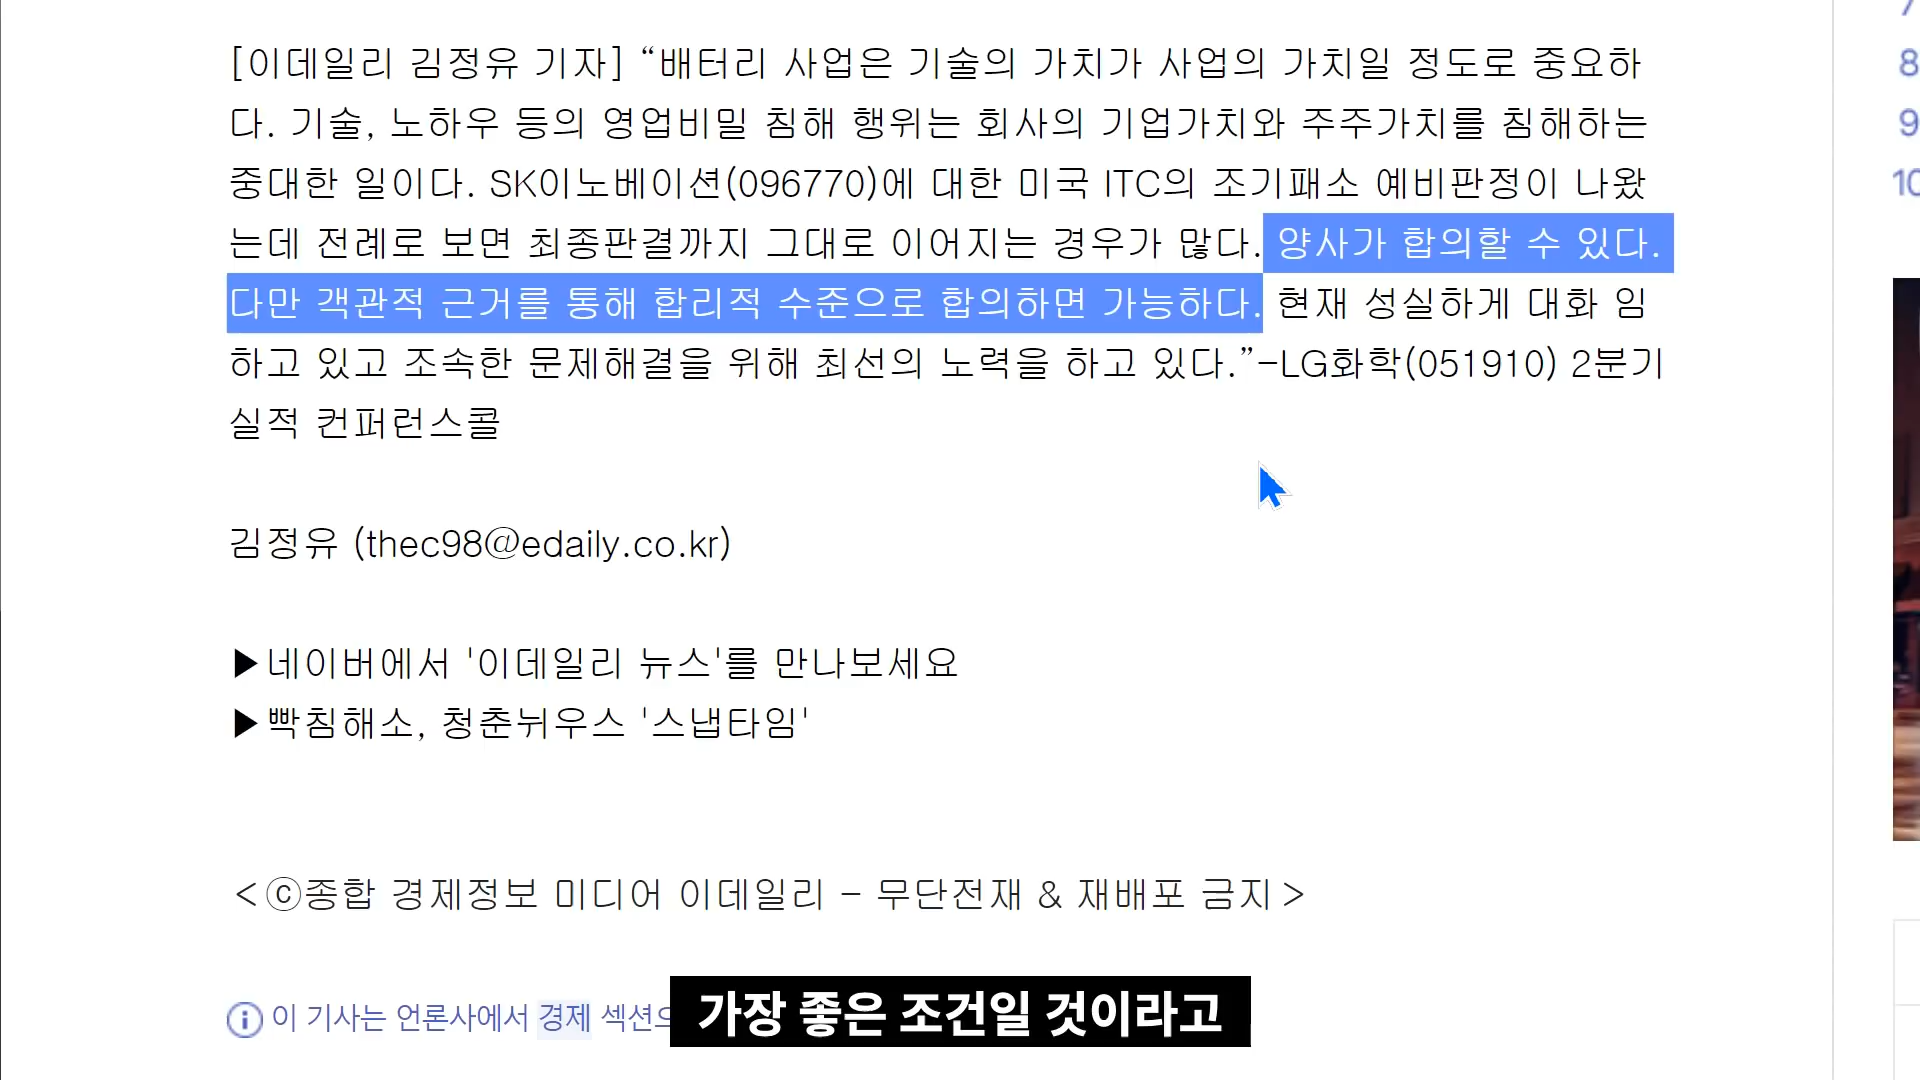 [이데일리 김정유 기자] “배터리 사업은 기술의 가치가 사업의 가치일 정도로 중요하
다. 기술, 노하우 등의 영업비밀 침해 행위는 회사의 기업가치와 주주가치를 침해하는
중대한 일이다. SK이노베이션(096770)에 대한 미국 ITC의 조기패소 예비판정이 나왔
는데 전례로 보면 최종판결까지 그대로 이어지는 경우가 많다. 양사가 합의할 수 있다.
다만 객관적 근거를 통해 합리적 수준으로 합의하면 가능하다. 현재 성실하게 대화 임
하고 있고 조속한 문제해결을 위해 최선의 노력을 하고 있다.”-LG화학(051910) 2분기
실적 컨퍼런스콜
김정유 (thec98@edaily.co.kr)
▶네이버에서 '이데일리 뉴스'를 만나보세요
▶빡침해소, 청춘뉘우스 '스냅타임'
<ⓒ종합 경제정보 미디어 이데일리 - 무단전재 & 재배포 금지>
이 기사는 언론사에서 경제 섹션으
가장 좋은 조건일 것이라고
8
9
10